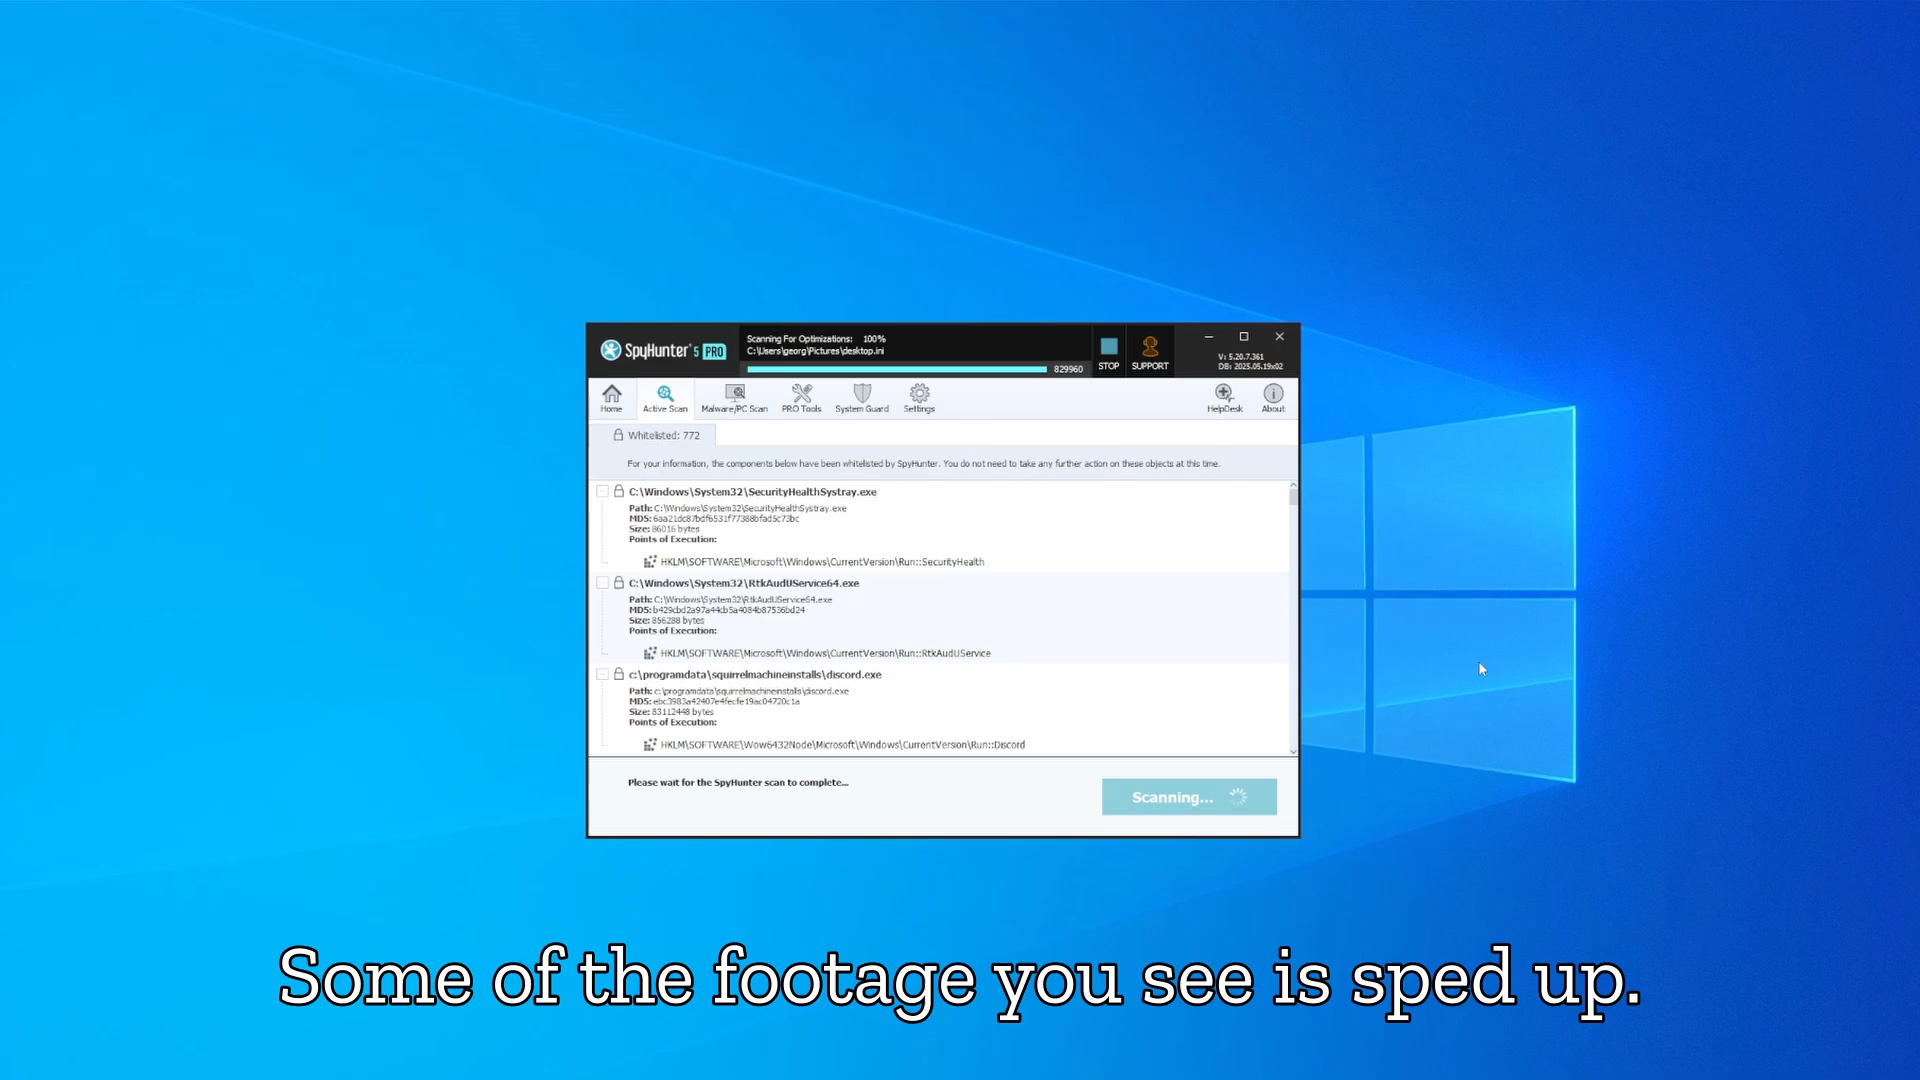 SpyHunter® 5 PRO
Scanning For Optimizations: 100%
C:\Users\georg\Pictures\desktop.ini
829960
STOP
SUPPORT
V: 5.20.7.361
DB: 2025.05.19x02
Home
Active Scan
Malware/PC Scan
PRO Tools
System Guard
Settings
HelpDesk
About
Whitelisted: 772
For your information, the components below have been whitelisted by SpyHunter. You do not need to take any further action on these objects at this time.
C:\Windows\System32\SecurityHealthSystray.exe
Path: C:\Windows\System32\SecurityHealthSystray.exe
MD5: 6aa21dc87bdf6531f77388bfad5c73bc
Size: 86016 bytes
Points of Execution:
HKLM\SOFTWARE\Microsoft\Windows\CurrentVersion\Run::SecurityHealth
C:\Windows\System32\RtkAudUService64.exe
Path: C:\Windows\System32\RtkAudUService64.exe
MD5: b429cbd2a97a44cb5a4084b87536bd24
Size: 856288 bytes
Points of Execution:
HKLM\SOFTWARE\Microsoft\Windows\CurrentVersion\Run::RtkAudUService
c:\programdata\squirrelmachineinstalls\discord.exe
Path: c:\programdata\squirrelmachineinstalls\discord.exe
MD5: ebc3983a42407e4fecfe19ac04720c1a
Size: 83112448 bytes
Points of Execution:
HKLM\SOFTWARE\Wow6432Node\Microsoft\Windows\CurrentVersion\Run::Discord
Please wait for the SpyHunter scan to complete...
Scanning...
Some of the footage you see is sped up.